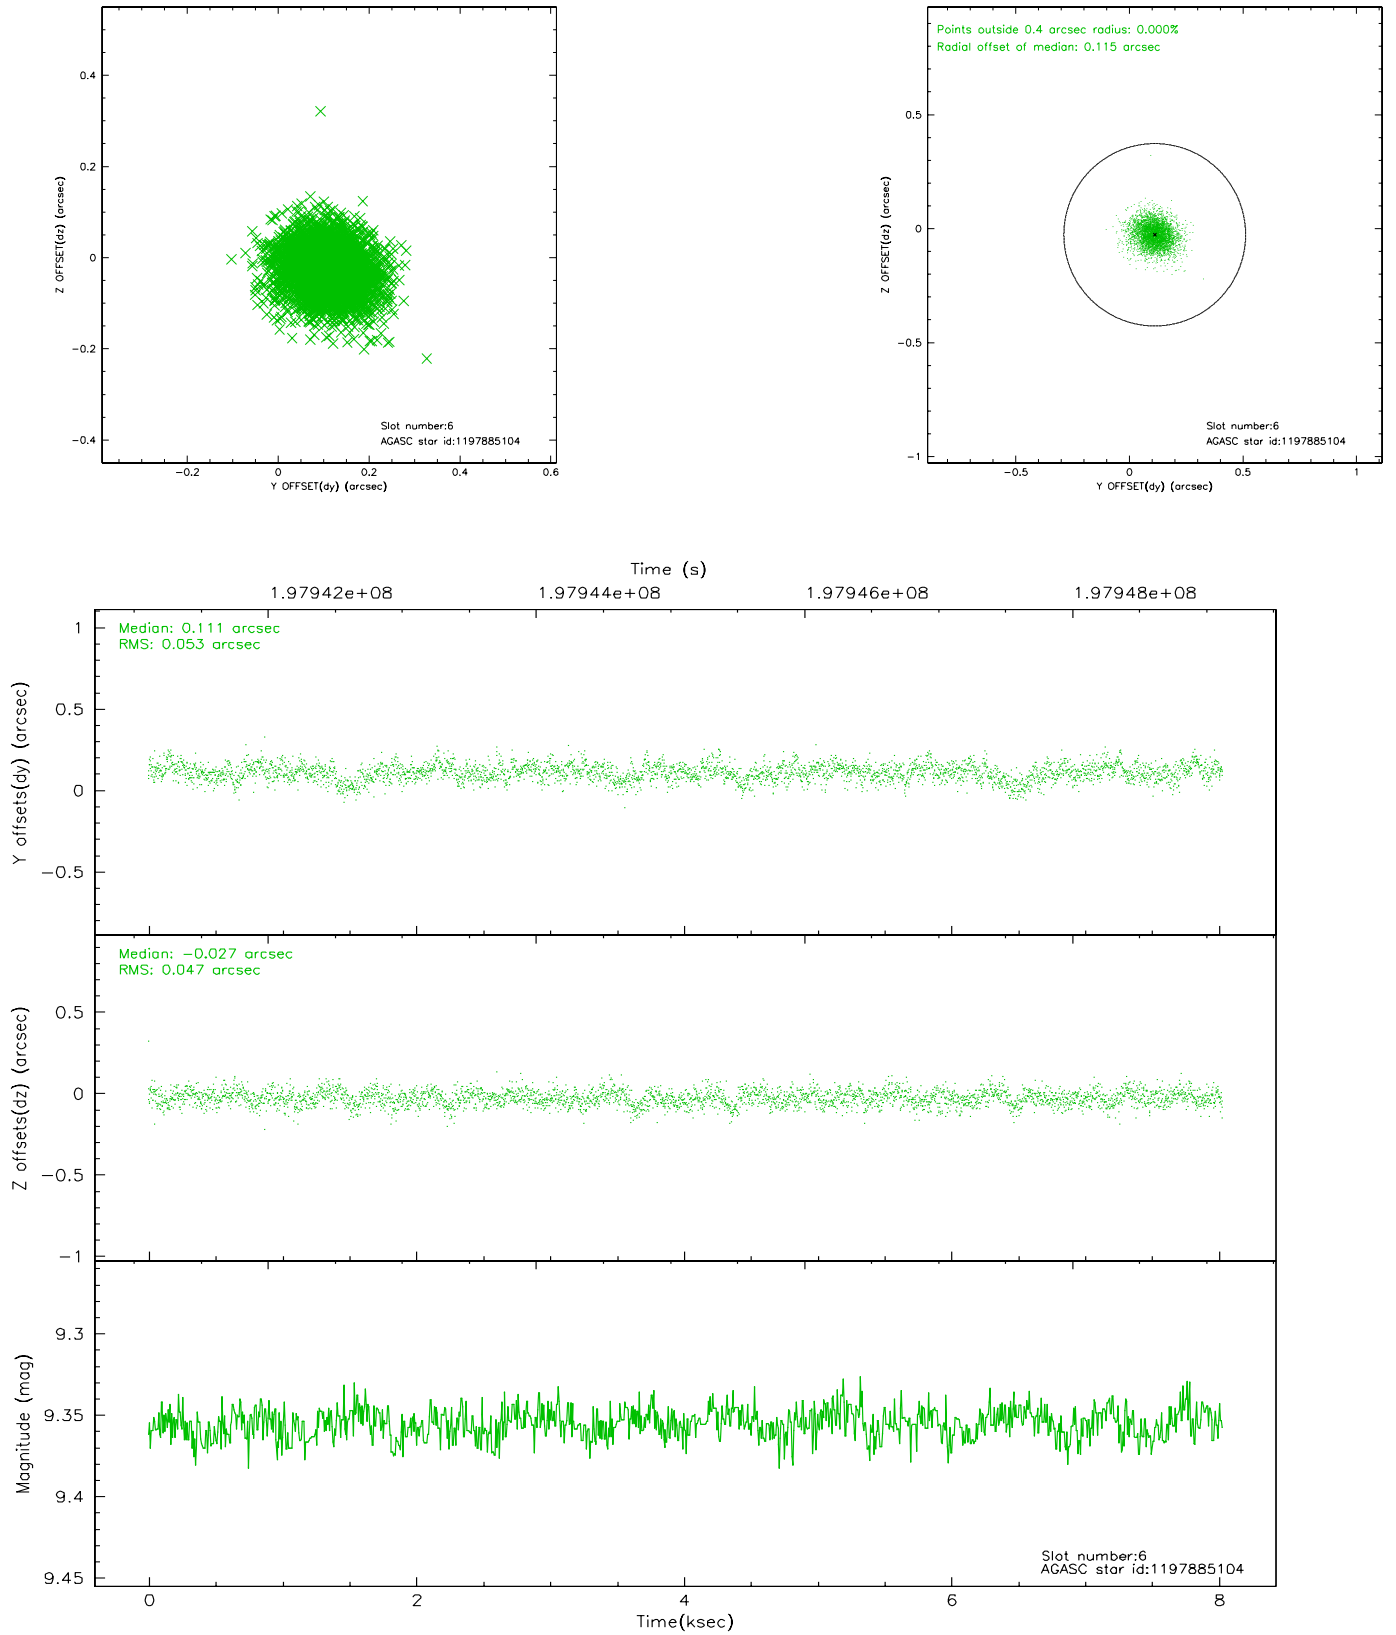 0.4
0.2
0
-0.2
-0.4
Z OFFSET(dz) (arcsec)
-0.2 0 0.2 0.4 0.6
Y OFFSET(dy) (arcsec)
Slot number:6
AGASC star id:1197885104
Points outside 0.4 arcsec radius: 0.000%
Radial offset of median: 0.115 arcsec
0.5
0
-0.5
-1
Z OFFSET(dz) (arcsec)
-0.5 0 0.5 1
Y OFFSET(dy) (arcsec)
Slot number:6
AGASC star id:1197885104
Time (s)
1.97942e+08 1.97944e+08 1.97946e+08 1.97948e+08
Median: 0.111 arcsec
RMS: 0.053 arcsec
1
0.5
0
-0.5
Y offsets(dy) (arcsec)
Median: -0.027 arcsec
RMS: 0.047 arcsec
0.5
0
-0.5
-1
Z offsets(dz) (arcsec)
9.3
9.35
9.4
9.45
Magnitude (mag)
Slot number:6
AGASC star id:1197885104
0 2 4 6 8
Time(ksec)